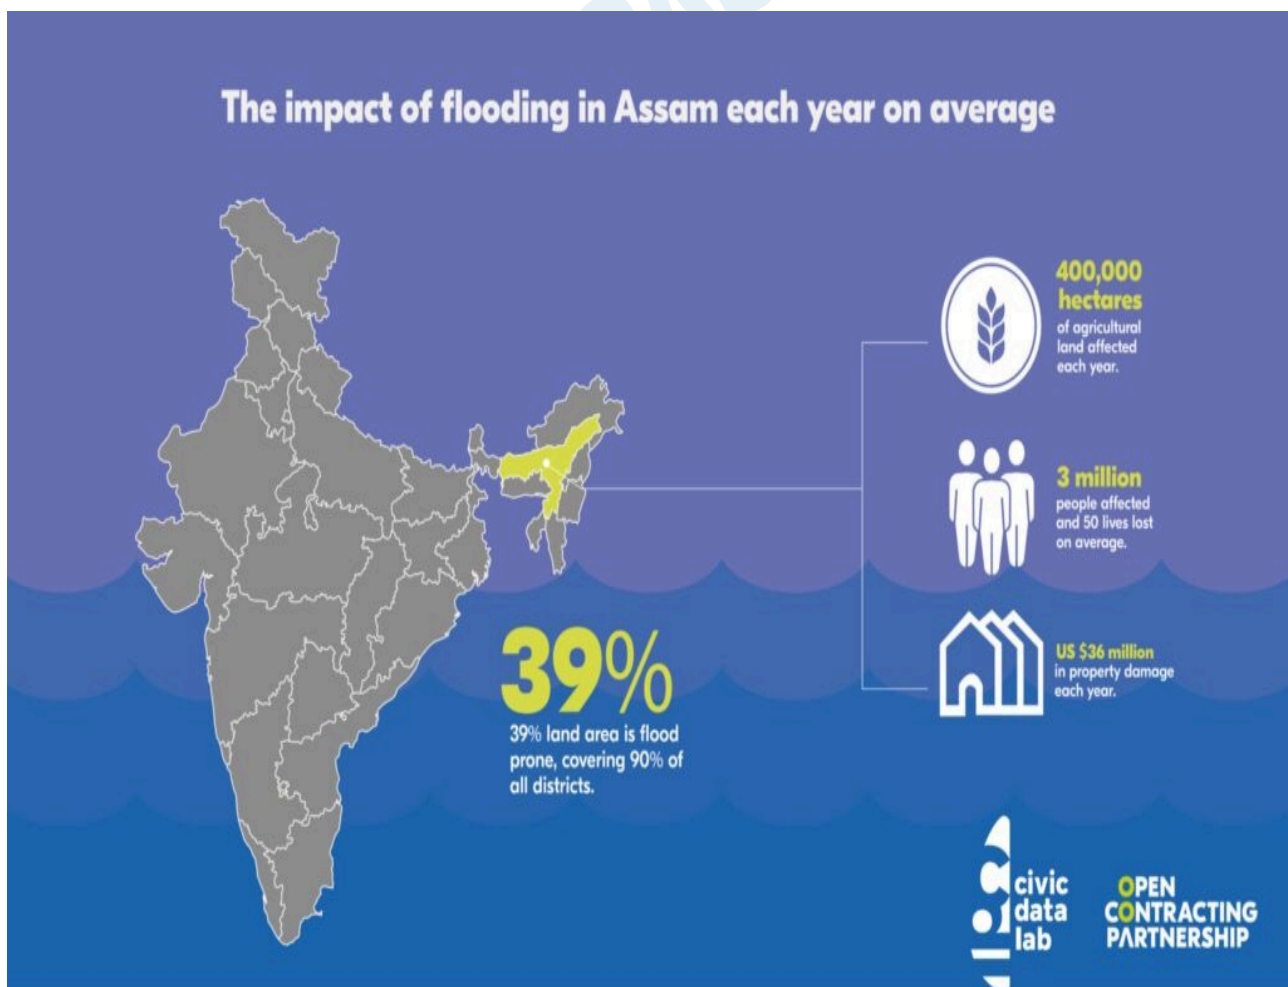 The impact of flooding in Assam each year on average
400,000
hectares
of agricultural
land affected
each year.
3 million
people affected
and 50 lives lost
on average.
US $36 million
in property damage
each year.
39%
39% land area is flood
prone, covering 90% of
all districts.
civic
data
lab
OPEN
CONTRACTING
PARTNERSHIP